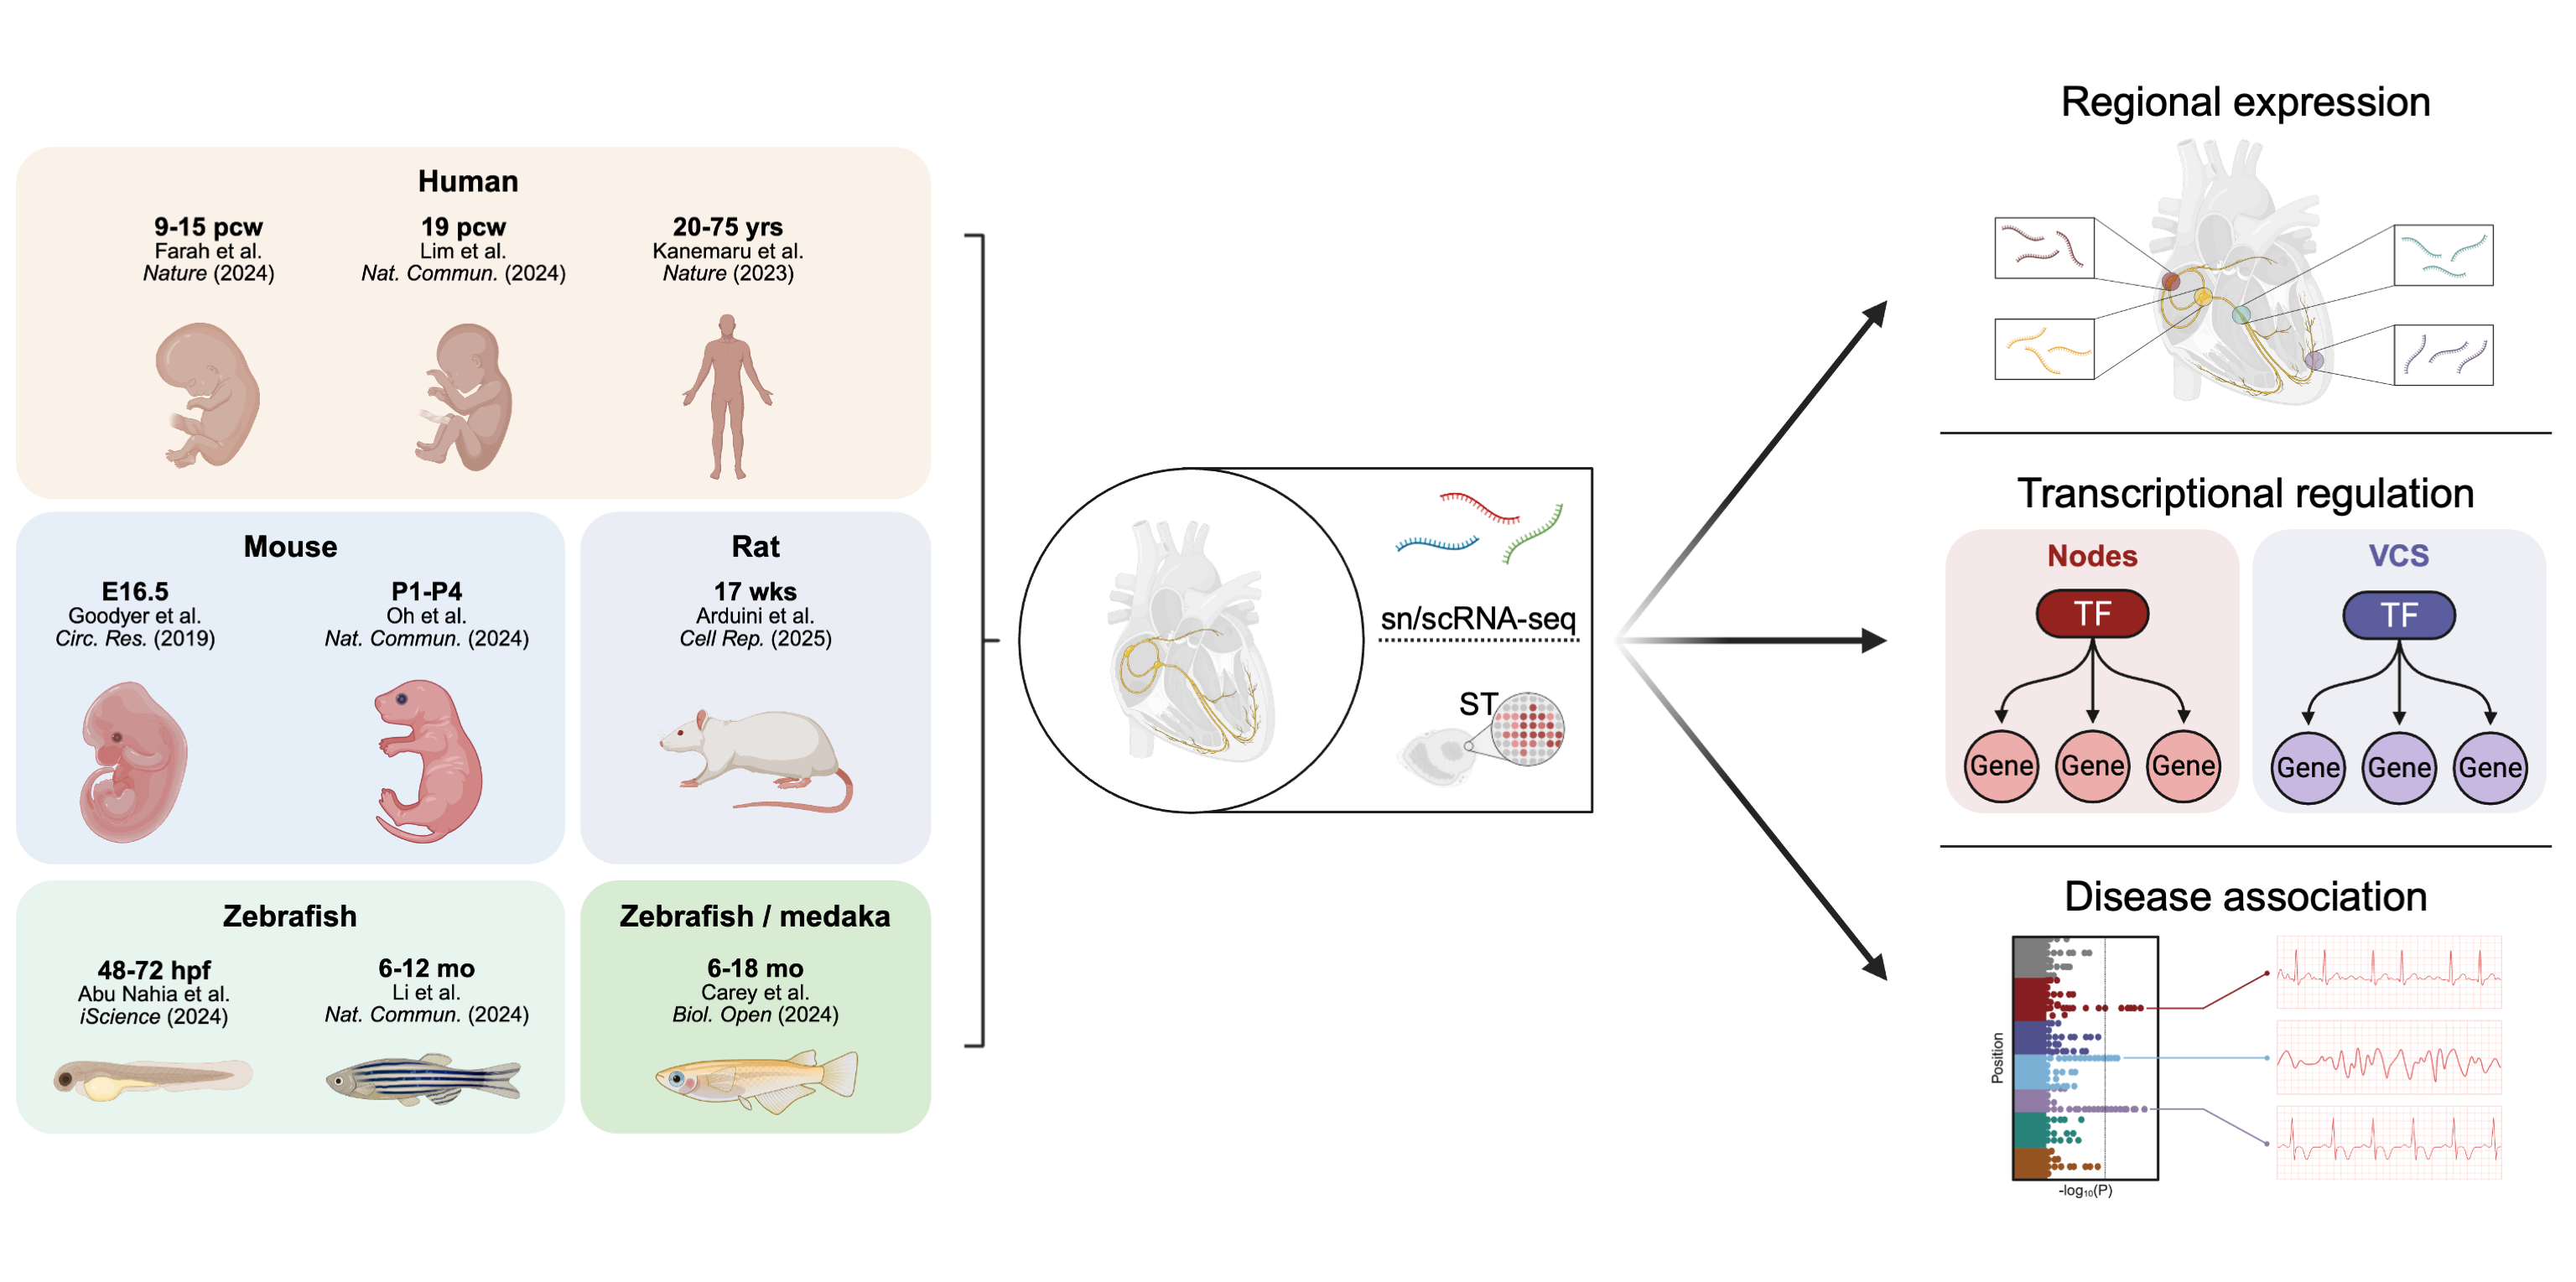 Human
9-15 pcw
Farah et al.
Nature (2024)
19 pcw
Lim et al.
Nat. Commun. (2024)
20-75 yrs
Kanemaru et al.
Nature (2023)
Mouse
E16.5
Goodyer et al.
Circ. Res. (2019)
P1-P4
Oh et al.
Nat. Commun. (2024)
Rat
17 wks
Arduini et al.
Cell Rep. (2025)
Zebrafish
48-72 hpf
Abu Nahia et al.
iScience (2024)
6-12 mo
Li et al.
Nat. Commun. (2024)
Zebrafish / medaka
6-18 mo
Carey et al.
Biol. Open (2024)
sn/scRNA-seq
ST
Regional expression
Transcriptional regulation
Nodes
TF
Gene Gene Gene
VCS
TF
Gene Gene Gene
Disease association
Position
-log₁₀(P)